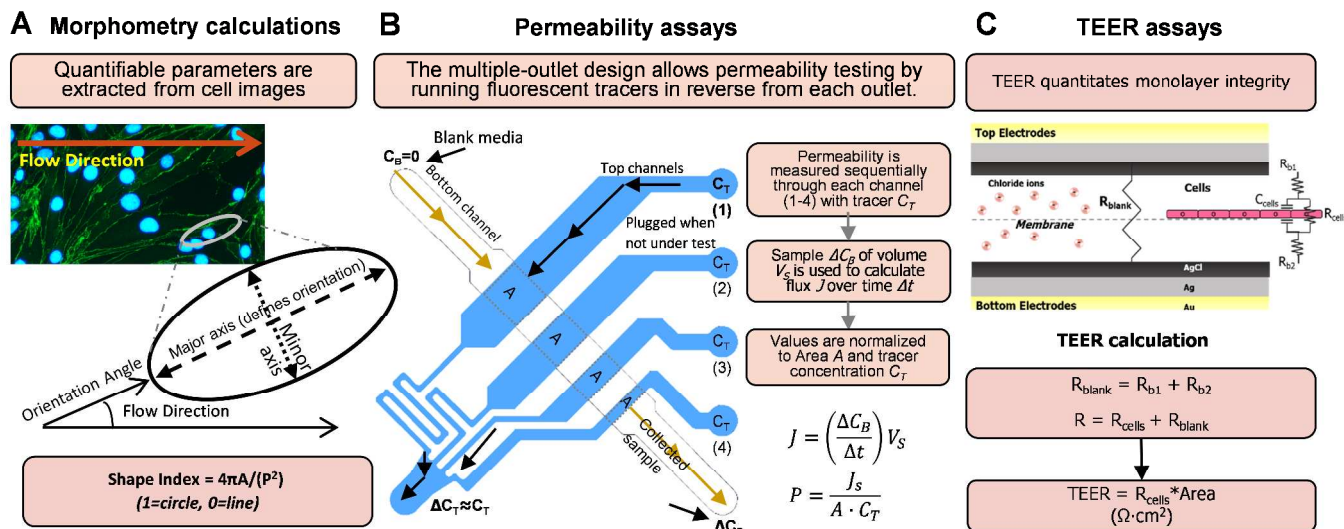 A Morphometry calculations
Quantifiable parameters are
extracted from cell images
Flow Direction
Major axis (defines orientation)
Minor
axis
Orientation Angle
Flow Direction
Shape Index = 4πA/(P²)
(1=circle, 0=line)
B Permeability assays
The multiple-outlet design allows permeability testing by
running fluorescent tracers in reverse from each outlet.
Blank media
C_B=0
Bottom channel
Top channels
C_T
(1)
Plugged when
not under test
C_T
(2)
C_T
(3)
C_T
(4)
A
A
A
A
Collected
sample
ΔC_T≈C_T
Permeability is
measured sequentially
through each channel
(1-4) with tracer C_T
Sample ΔC_B of volume
V_S is used to calculate
flux J over time Δt
Values are normalized
to Area A and tracer
concentration C_T
J = (ΔC_B/Δt) V_S
P = J_s/(A · C_T)
C TEER assays
TEER quantitates monolayer integrity
Top Electrodes
Chloride ions
Membrane
R_blank
Cells
C_cells
R_b1
R_cell
R_b2
AgCl
Ag
Bottom Electrodes
Au
TEER calculation
R_blank = R_b1 + R_b2
R = R_cells + R_blank
TEER = R_cells*Area
(Ω·cm²)